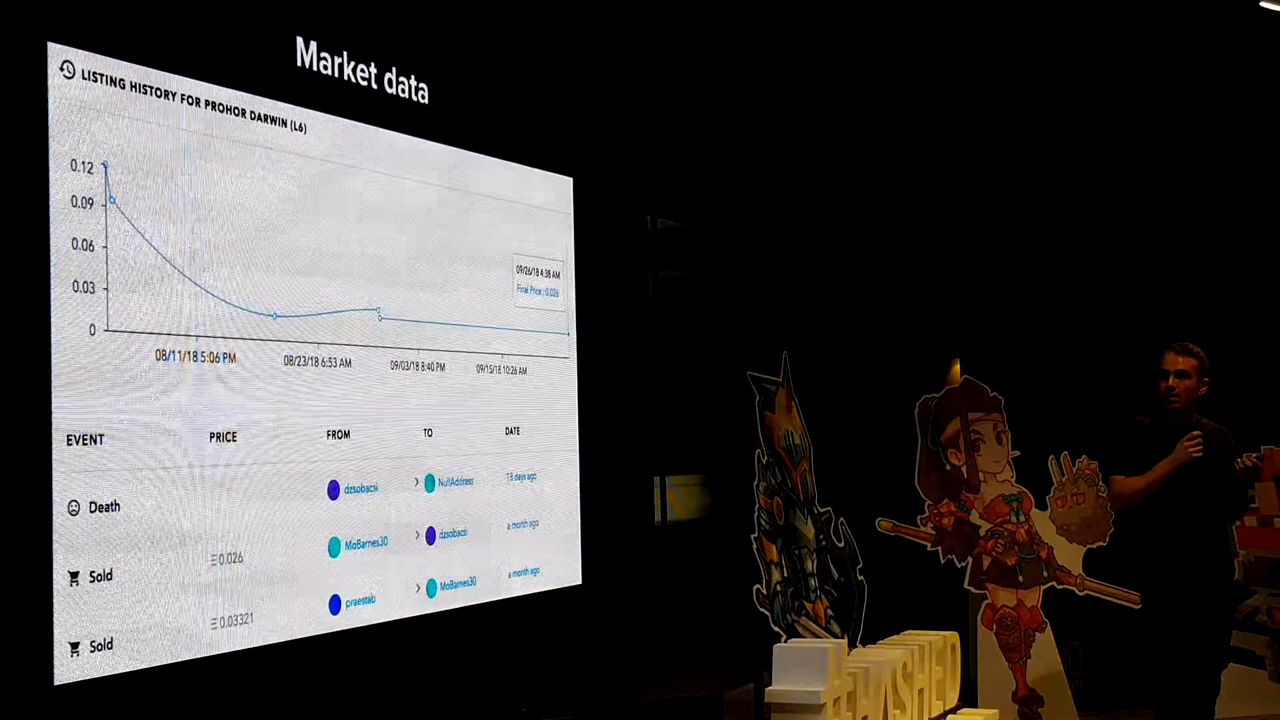 Market data
LISTING HISTORY FOR PROHOR DARWIN (L6)
0.12
0.09
0.06
0.03
0
09/26/18 4:38 AM
Final Price : 0.026
08/11/18 5:06 PM
08/23/18 6:53 AM
09/03/18 8:40 PM
09/15/18 10:26 AM
EVENT PRICE FROM TO DATE
Death dzsobacsi > NullAddress 13 days ago
Sold Ξ0.026 MoBarnes30 > dzsobacsi a month ago
Sold Ξ0.03321 praestab > MoBarnes30 a month ago
#HASHED